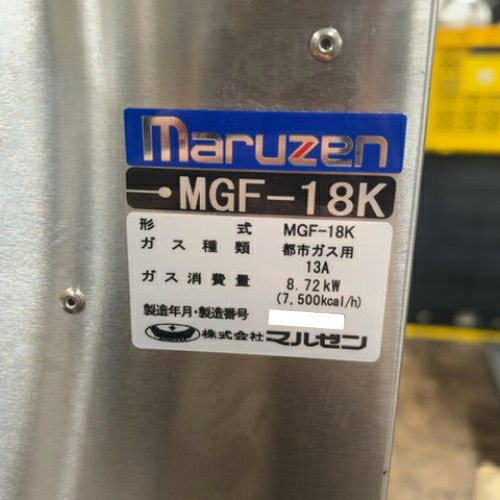 maruzen
MGF-18K
形式 MGF-18K
ガス種類 都市ガス用
13A
ガス消費量 8.72kW
(7,500kcal/h)
製造年月・製造番号
株式会社マルゼン